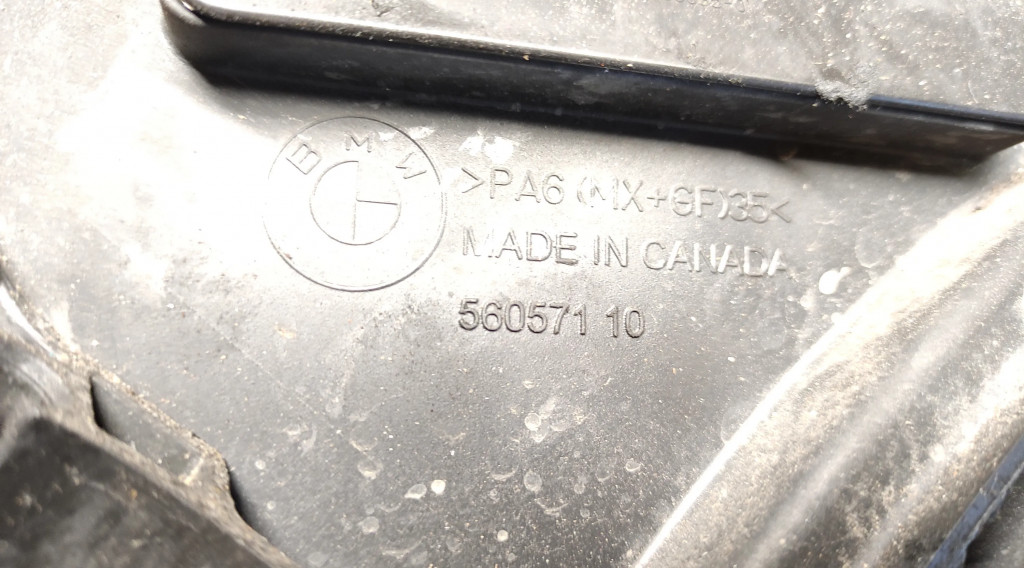 BMW
>PA6 (MX+GF)35<
MADE IN CANADA
560571 10